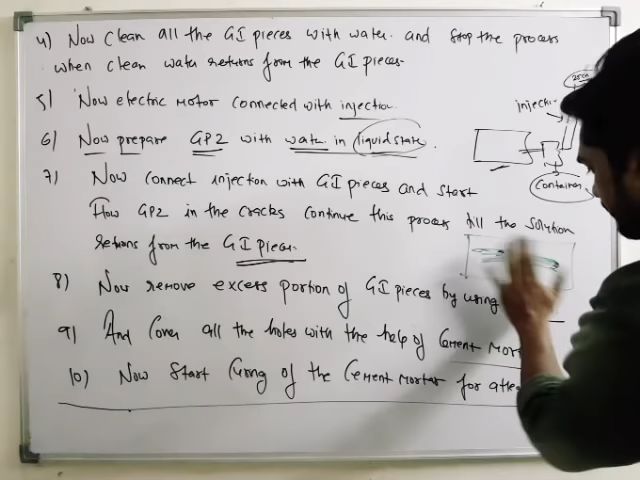 4) Now Clean all the GI pieces with water and stop the process
when clean water returns from the GI pieces.
5) Now electric motor connected with injection.
6) Now prepare GP2 with water in liquid state.
7) Now connect injection with GI pieces and start
flow GP2 in the cracks continue this process till the solution
returns from the GI pieces.
8) Now remove excess portion of GI pieces by using
9) And Cover all the holes with the help of Cement Mort
10) Now Start Curing of the Cement Mortar for
injecti
Container